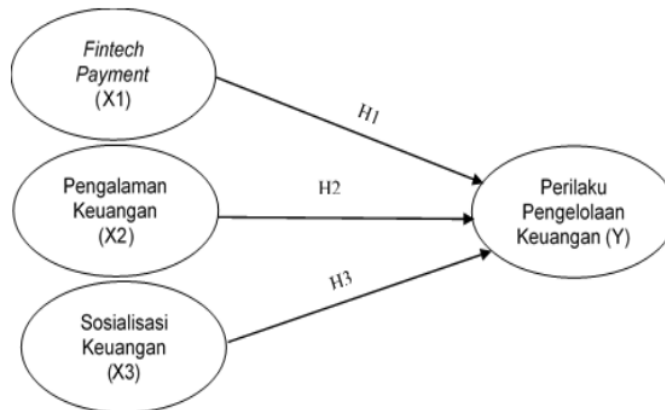 Fintech
Payment
(X1)
H1
Pengalaman
Keuangan
(X2)
H2
Perilaku
Pengelolaan
Keuangan (Y)
Sosialisasi
Keuangan
(X3)
H3